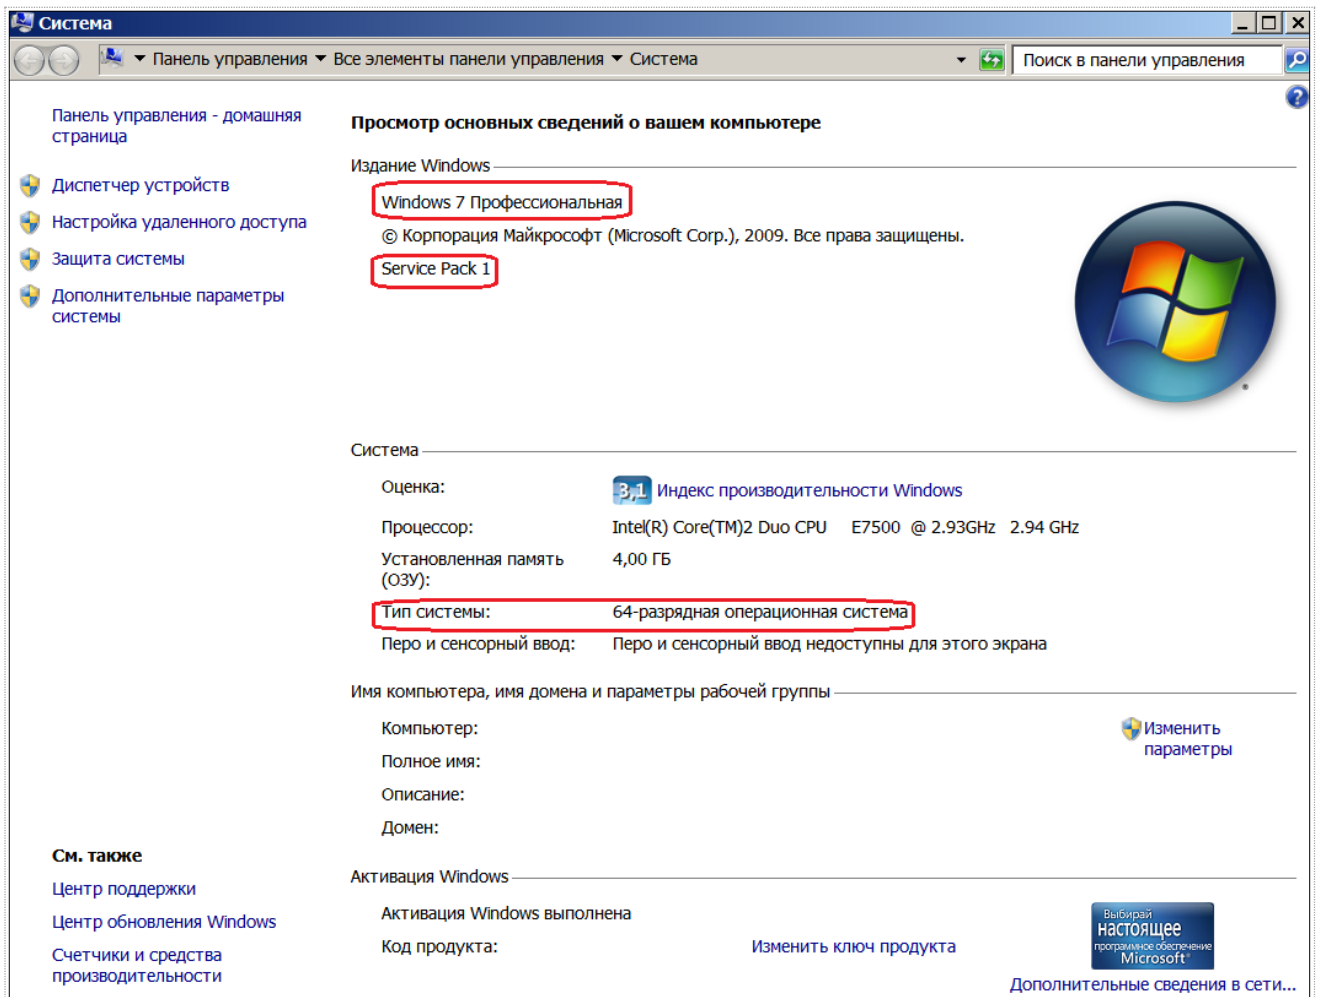 Система
Панель управления Все элементы панели управления Система
Поиск в панели управления
Панель управления - домашняя
страница
Диспетчер устройств
Настройка удаленного доступа
Защита системы
Дополнительные параметры
системы
Просмотр основных сведений о вашем компьютере
Издание Windows
Windows 7 Профессиональная
© Корпорация Майкрософт (Microsoft Corp.), 2009. Все права защищены.
Service Pack 1
Система
Оценка: 3,1 Индекс производительности Windows
Процессор: Intel(R) Core(TM)2 Duo CPU E7500 @ 2.93GHz 2.94 GHz
Установленная память
(ОЗУ): 4,00 ГБ
Тип системы: 64-разрядная операционная система
Перо и сенсорный ввод: Перо и сенсорный ввод недоступны для этого экрана
Имя компьютера, имя домена и параметры рабочей группы
Компьютер:
Изменить
параметры
Полное имя:
Описание:
Домен:
Активация Windows
Активация Windows выполнена
Код продукта: Изменить ключ продукта
Выбирай
настоящее
программное обеспечение
Microsoft
Дополнительные сведения в сети...
См. также
Центр поддержки
Центр обновления Windows
Счетчики и средства
производительности